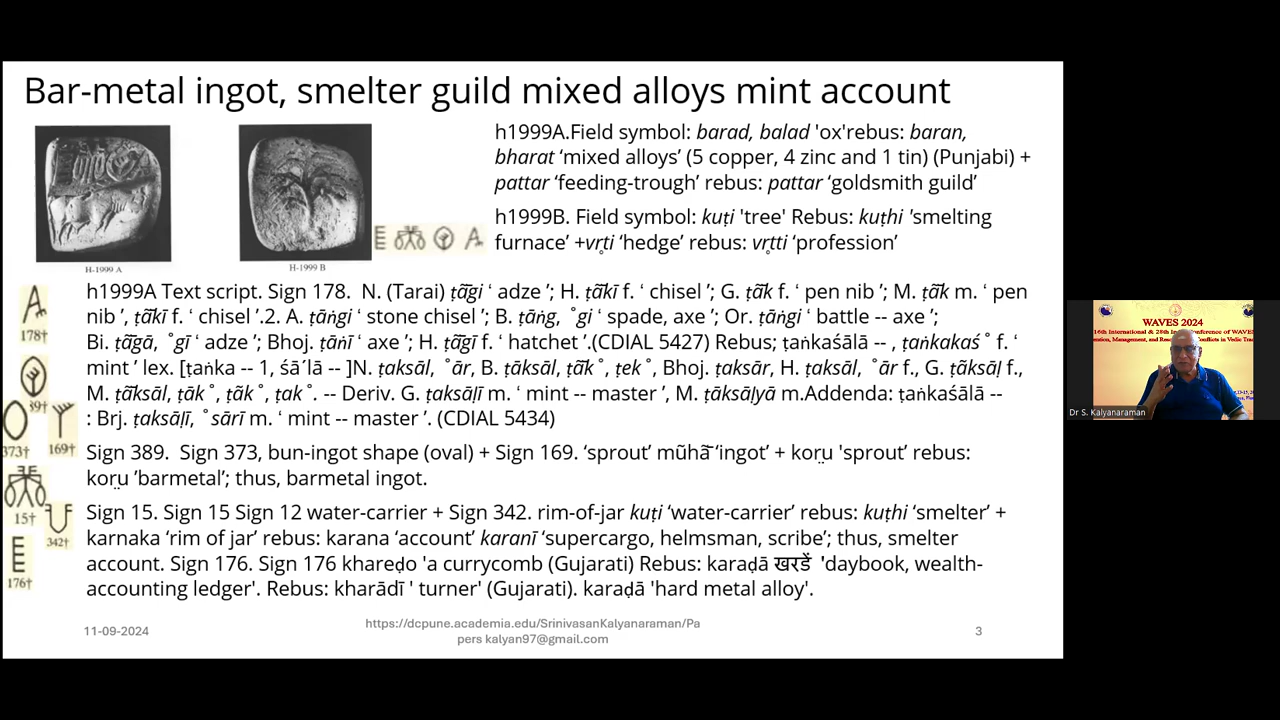 Bar-metal ingot, smelter guild mixed alloys mint account
h1999A.Field symbol: barad, balad 'ox'rebus: baran,
bharat ‘mixed alloys’ (5 copper, 4 zinc and 1 tin) (Punjabi) +
pattar ‘feeding-trough’ rebus: pattar ‘goldsmith guild’
h1999B. Field symbol: kuṭi 'tree' Rebus: kuṭhi 'smelting
furnace’ +vr̥ti ‘hedge’ rebus: vr̥tti ‘profession’
H-1999 A
H-1999 B
h1999A Text script. Sign 178. N. (Tarai) ṭā̃gi ‘ adze ’; H. ṭā̃kī f. ‘ chisel ’; G. ṭā̃k f. ‘ pen nib ’; M. ṭā̃k m. ‘ pen
nib ’, ṭā̃kī f. ‘ chisel ’.2. A. ṭāṅgi ‘ stone chisel ’; B. ṭāṅg, ˚gi ‘ spade, axe ’; Or. ṭāṅgi ‘ battle -- axe ’;
Bi. ṭā̃gā, ˚gī ‘ adze ’; Bhoj. ṭāṅī ‘ axe ’; H. ṭā̃gī f. ‘ hatchet ’.(CDIAL 5427) Rebus; ṭaṅkaśālā -- , ṭaṅkakaś˚ f. ‘
mint ’ lex. [ṭaṅka -- 1, śā´lā -- ]N. ṭaksāl, ˚ār, B. ṭāksāl, ṭā̃k˚, ṭek˚, Bhoj. ṭaksār, H. ṭaksāl, ˚ār f., G. ṭāksāḷ f.,
M. ṭā̃ksāl, ṭāk˚, ṭā̃k˚, ṭak˚. -- Deriv. G. ṭaksāḷī m. ‘ mint -- master ’, M. ṭāksāḷyā m.Addenda: ṭaṅkaśālā --
: Brj. ṭaksāḷī, ˚sārī m. ‘ mint -- master ’. (CDIAL 5434)
Sign 389. Sign 373, bun-ingot shape (oval) + Sign 169. ‘sprout’ mũhã̄ ‘ingot’ + kor̤u 'sprout' rebus:
kor̤u ’barmetal’; thus, barmetal ingot.
Sign 15. Sign 15 Sign 12 water-carrier + Sign 342. rim-of-jar kuṭi ‘water-carrier’ rebus: kuṭhi ‘smelter’ +
karnaka ‘rim of jar’ rebus: karana ‘account’ karanī ‘supercargo, helmsman, scribe’; thus, smelter
account. Sign 176. Sign 176 khareḍo 'a currycomb (Gujarati) Rebus: karaḍā खरडें 'daybook, wealth-
accounting ledger'. Rebus: kharādī ' turner' (Gujarati). karaḍā 'hard metal alloy'.
178†
373†
169†
15†
342†
176†
11-09-2024
https://dcpune.academia.edu/SrinivasanKalyanaraman/Pa
pers kalyan97@gmail.com
3
WAVES 2024
Dr S. Kalyanaraman